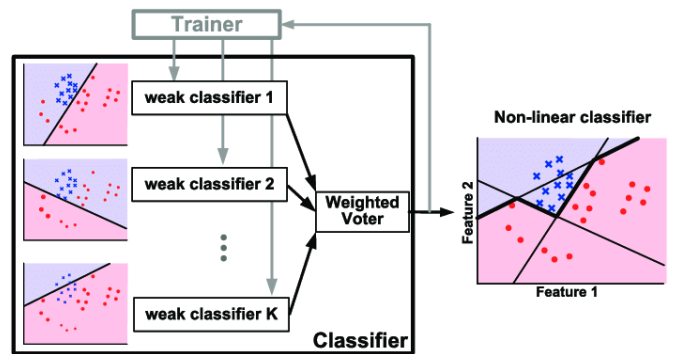 Trainer
weak classifier 1
weak classifier 2
weak classifier K
Weighted
Voter
Classifier
Non-linear classifier
Feature 2
Feature 1